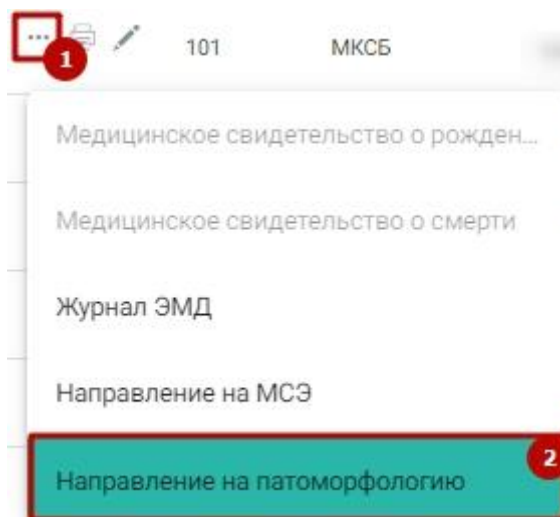 ... 1 101 МКСБ
Медицинское свидетельство о рожден...
Медицинское свидетельство о смерти
Журнал ЭМД
Направление на МСЭ
Направление на патоморфологию 2